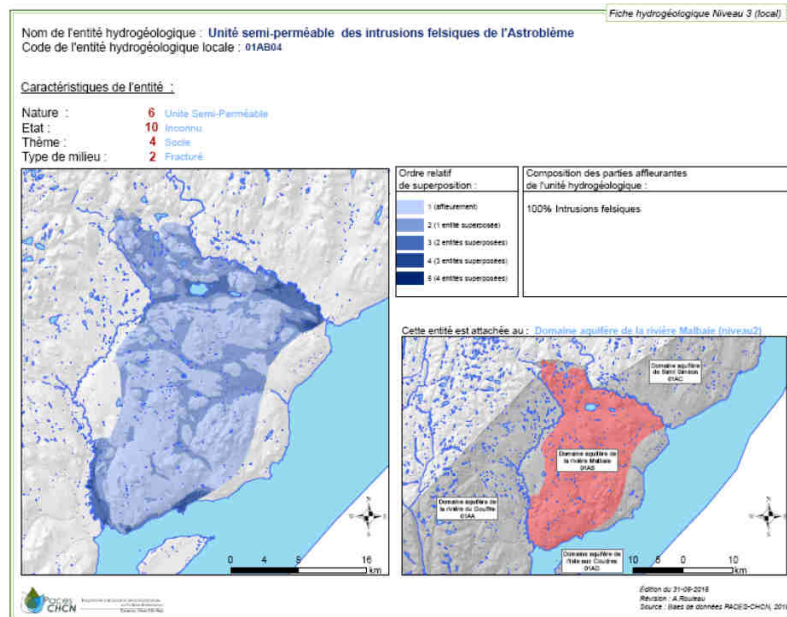 Fiche hydrogéologique Niveau 3 (local)
Nom de l'entité hydrogéologique : Unité semi-perméable des intrusions felsiques de l'Astroblème
Code de l'entité hydrogéologique locale : 01AB04
Caractéristiques de l'entité :
Nature : 6 Unité Semi-Perméable
Etat : 10 Inconnu
Thème : 4 Socle
Type de milieu : 2 Fracturé
Ordre relatif
de superposition :
1 (affleurement)
2 (1 entité superposée)
3 (2 entités superposées)
4 (3 entités superposées)
5 (4 entités superposées)
Composition des parties affleurantes
de l'unité hydrogéologique :
100% Intrusions felsiques
Cette entité est attachée au : Domaine aquifère de la rivière Malbaie (niveau2)
Domaine aquifère
de Saint Siméon
01AC
Domaine aquifère de
la rivière Malbaie
01AB
Domaine aquifère de
la rivière du Gouffre
01AA
Domaine aquifère de
l'Isle aux Coudres
01AD
0 4 8 16
km
10 5 0 10
km
Paces
CHCN
Édition du 31-08-2018
Révision : A.Rouleau
Source : Bases de données PACES-CHCN, 2018